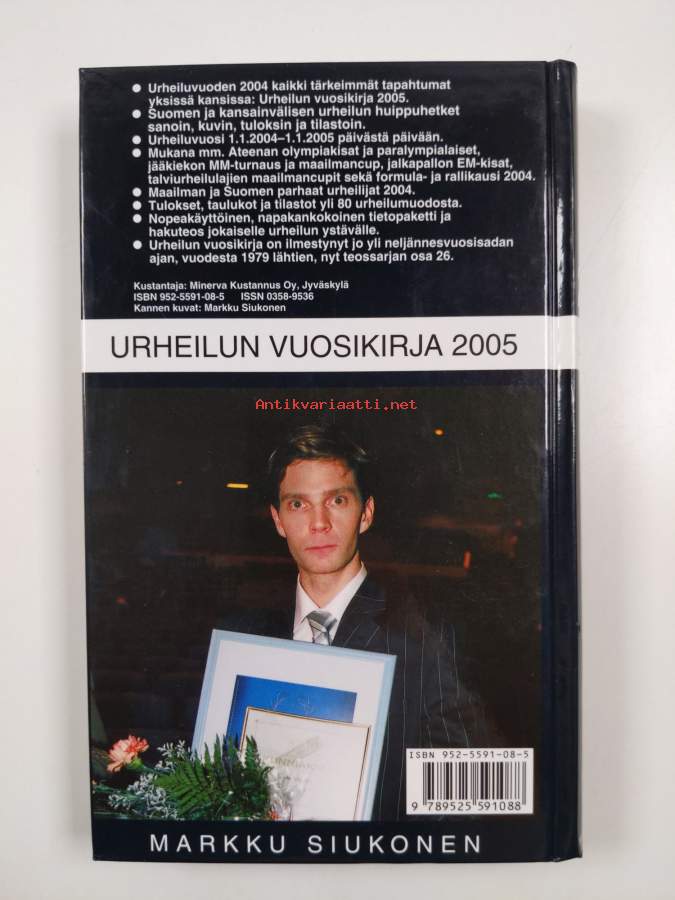 ● Urheiluvuoden 2004 kaikki tärkeimmät tapahtumat
yksissä kansissa: Urheilun vuosikirja 2005.
● Suomen ja kansainvälisen urheilun huippuhetket
sanoin, kuvin, tuloksin ja tilastoin.
● Urheiluvuosi 1.1.2004–1.1.2005 päivästä päivään.
● Mukana mm. Ateenan olympiakisat ja paralympialaiset,
jääkiekon MM-turnaus ja maailmancup, jalkapallon EM-kisat,
talviurheilulajien maailmancupit sekä formula- ja rallikausi 2004.
● Maailman ja Suomen parhaat urheilijat 2004.
● Tulokset, taulukot ja tilastot yli 80 urheilumuodosta.
● Nopeakäyttöinen, napakankokoinen tietopaketti ja
hakuteos jokaiselle urheilun ystävälle.
● Urheilun vuosikirja on ilmestynyt jo yli neljännesvuosisadan
ajan, vuodesta 1979 lähtien, nyt teossarjan osa 26.
Kustantaja: Minerva Kustannus Oy, Jyväskylä
ISBN 952-5591-08-5 ISSN 0358-9536
Kannen kuvat: Markku Siukonen
URHEILUN VUOSIKIRJA 2005
Antikvariaatti.net
ISBN 952-5591-08-5
9 789525 591088
MARKKU SIUKONEN